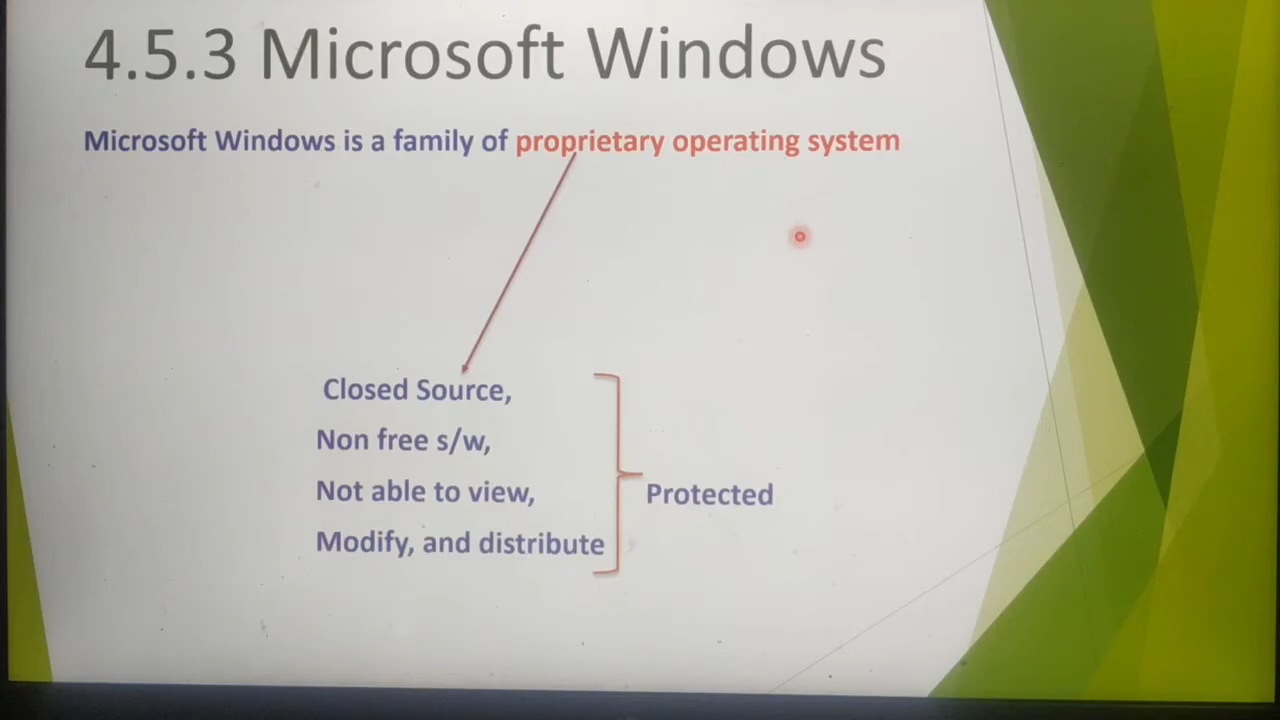 4.5.3 Microsoft Windows
Microsoft Windows is a family of proprietary operating system
Closed Source,
Non free s/w,
Not able to view,
Modify, and distribute
Protected